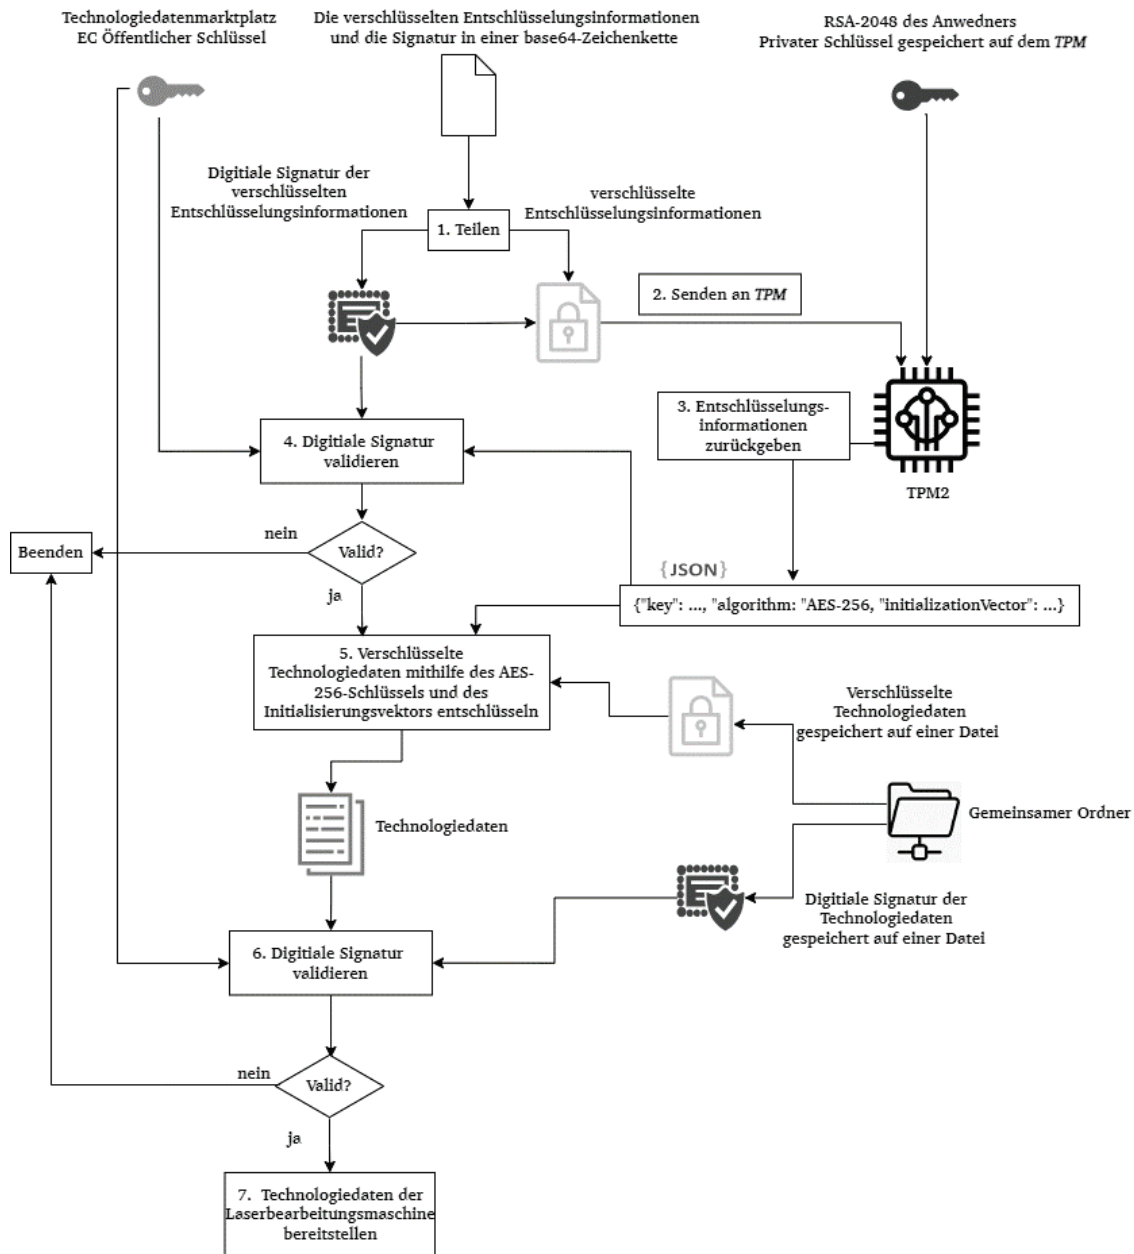 Technologiedatenmarktplatz
EC Öffentlicher Schlüssel
Die verschlüsselten Entschlüsselungsinformationen
und die Signatur in einer base64-Zeichenkette
RSA-2048 des Anwedners
Privater Schlüssel gespeichert auf dem TPM
Digitiale Signatur der
verschlüsselten
Entschlüsselungsinformationen
verschlüsselte
Entschlüsselungsinformationen
1. Teilen
2. Senden an TPM
3. Entschlüsselungs-
informationen
zurückgeben
TPM2
4. Digitiale Signatur
validieren
nein
Valid?
Beenden
ja
{JSON}
{"key": ..., "algorithm: "AES-256, "initializationVector": ...}
5. Verschlüsselte
Technologiedaten mithilfe des AES-
256-Schlüssels und des
Initialisierungsvektors entschlüseln
Verschlüsselte
Technologiedaten
gespeichert auf einer Datei
Technologiedaten
Gemeinsamer Ordner
Digitiale Signatur der
Technologiedaten
gespeichert auf einer Datei
6. Digitiale Signatur
validieren
nein
Valid?
ja
7. Technologiedaten der
Laserbearbeitungsmaschine
bereitstellen